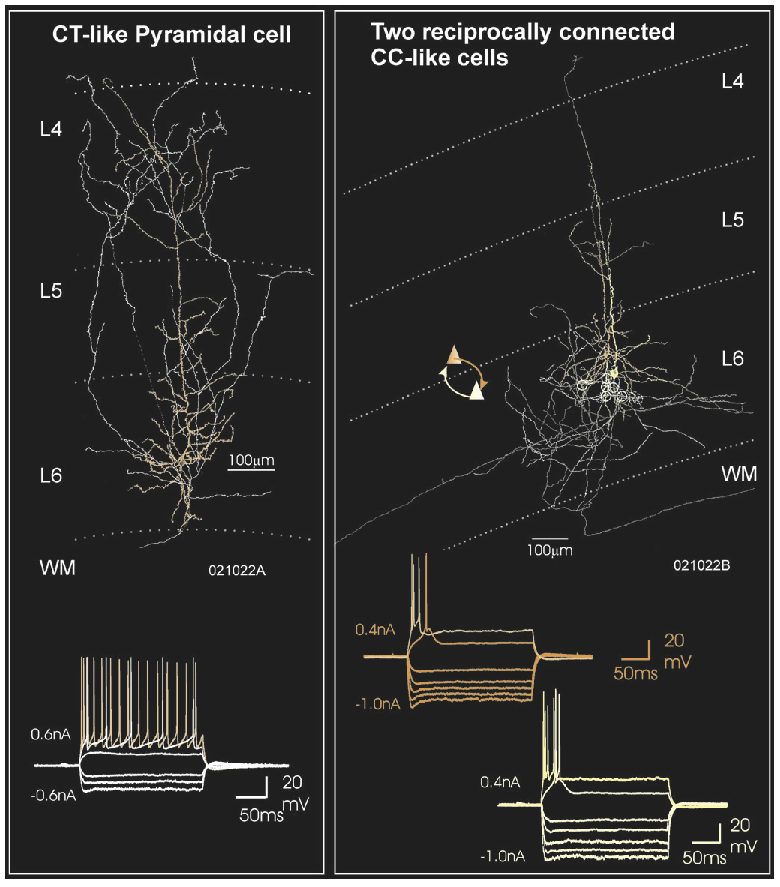 CT-like Pyramidal cell
L4
L5
L6
100µm
WM
021022A
0.6nA
-0.6nA
20
mV
50ms
Two reciprocally connected
CC-like cells
L4
L5
L6
WM
100µm
021022B
0.4nA
-1.0nA
20
mV
50ms
0.4nA
-1.0nA
20
mV
50ms